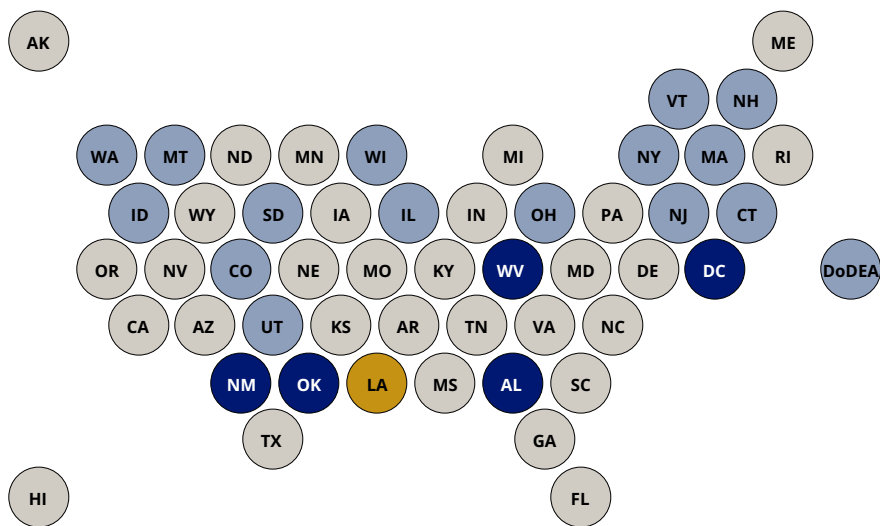 AK ME
VT NH
WA MT ND MN WI MI NY MA RI
ID WY SD IA IL IN OH PA NJ CT
OR NV CO NE MO KY WV MD DE DC DoDEA
CA AZ UT KS AR TN VA NC
NM OK LA MS AL SC
TX GA
HI FL